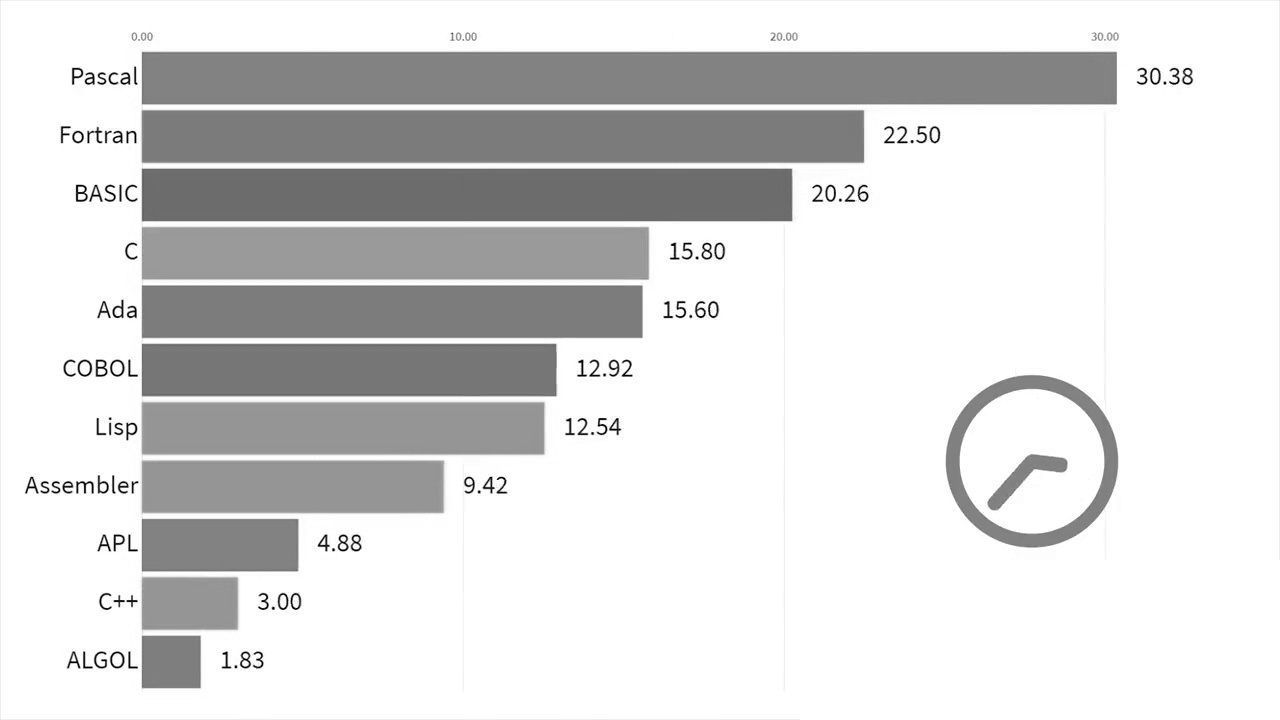 0.00 10.00 20.00 30.00
Pascal 30.38
Fortran 22.50
BASIC 20.26
C 15.80
Ada 15.60
COBOL 12.92
Lisp 12.54
Assembler 9.42
APL 4.88
C++ 3.00
ALGOL 1.83